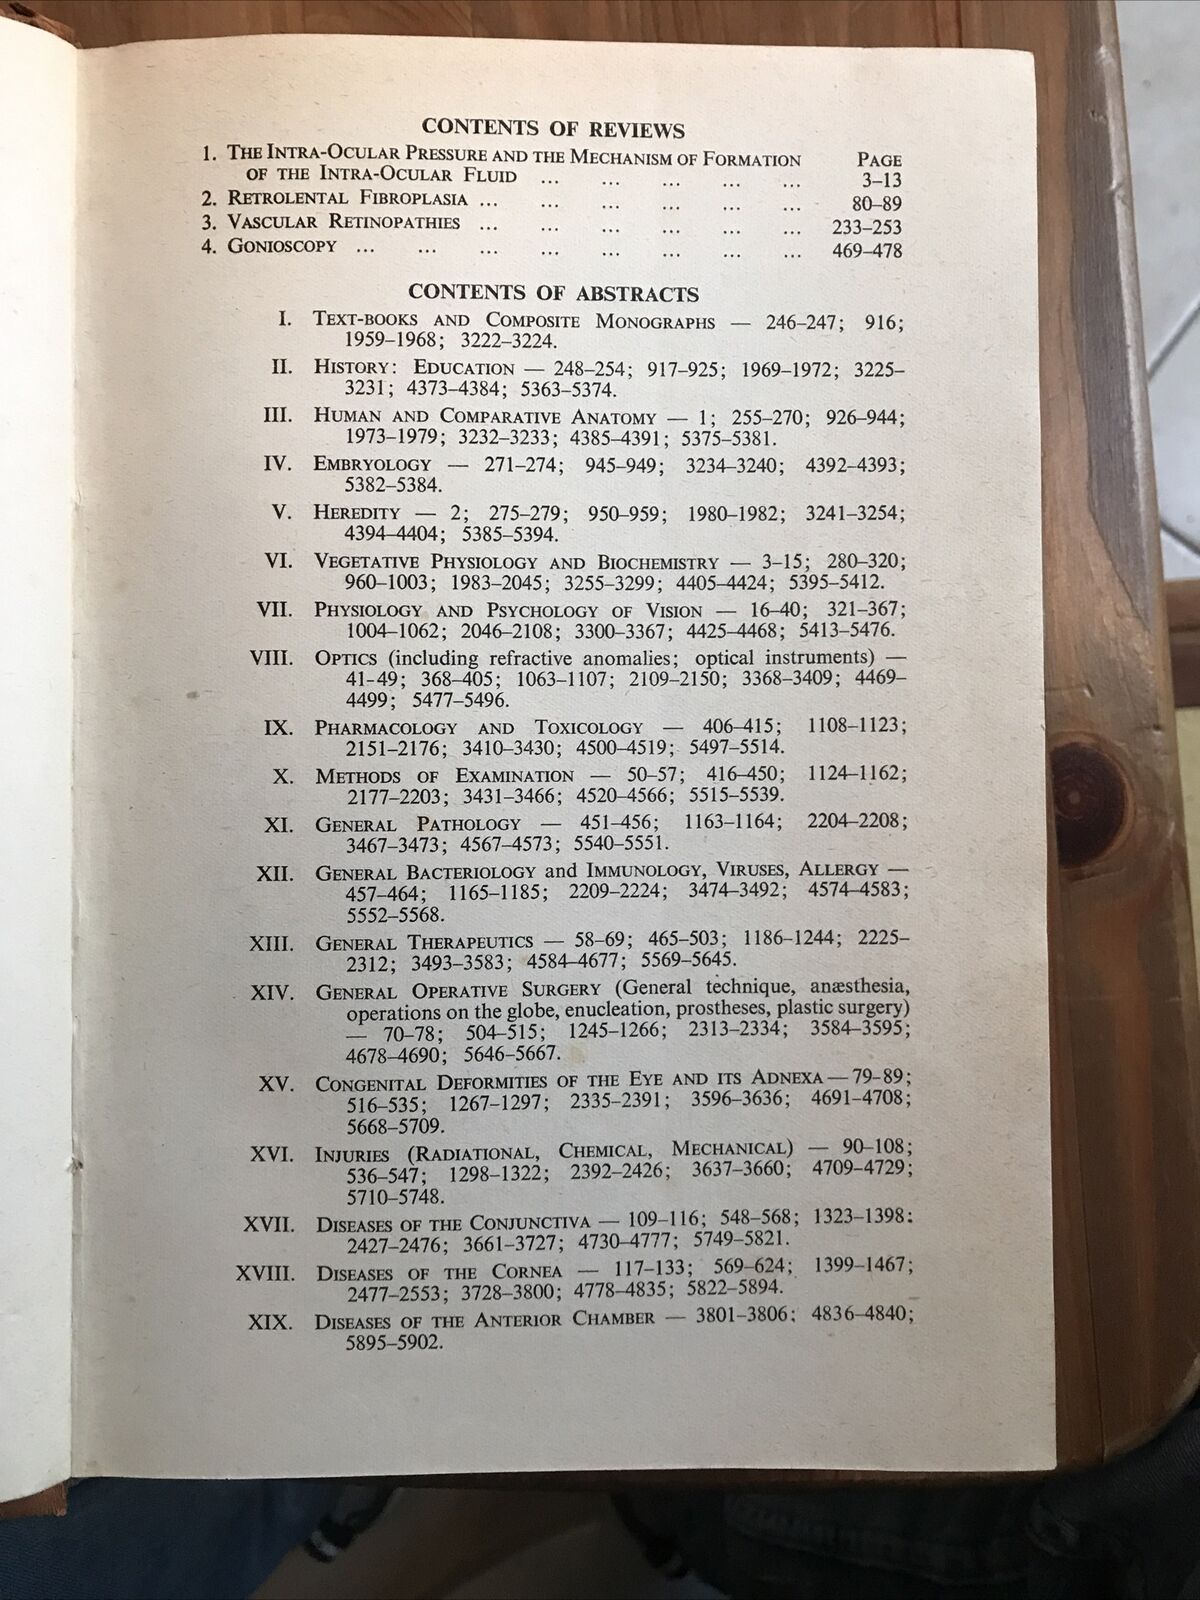 CONTENTS OF REVIEWS
1. THE INTRA-OCULAR PRESSURE AND THE MECHANISM OF FORMATION PAGE
OF THE INTRA-OCULAR FLUID ... ... ... ... ... 3–13
2. RETROLENTAL FIBROPLASIA ... ... ... ... ... ... 80–89
3. VASCULAR RETINOPATHIES ... ... ... ... ... ... 233–253
4. GONIOSCOPY ... ... ... ... ... ... ... ... 469–478
CONTENTS OF ABSTRACTS
I. TEXT-BOOKS AND COMPOSITE MONOGRAPHS — 246–247; 916;
1959–1968; 3222–3224.
II. HISTORY: EDUCATION — 248–254; 917–925; 1969–1972; 3225–
3231; 4373–4384; 5363–5374.
III. HUMAN AND COMPARATIVE ANATOMY — 1; 255–270; 926–944;
1973–1979; 3232–3233; 4385–4391; 5375–5381.
IV. EMBRYOLOGY — 271–274; 945–949; 3234–3240; 4392–4393;
5382–5384.
V. HEREDITY — 2; 275–279; 950–959; 1980–1982; 3241–3254;
4394–4404; 5385–5394.
VI. VEGETATIVE PHYSIOLOGY AND BIOCHEMISTRY — 3–15; 280–320;
960–1003; 1983–2045; 3255–3299; 4405–4424; 5395–5412.
VII. PHYSIOLOGY AND PSYCHOLOGY OF VISION — 16–40; 321–367;
1004–1062; 2046–2108; 3300–3367; 4425–4468; 5413–5476.
VIII. OPTICS (including refractive anomalies; optical instruments) —
41–49; 368–405; 1063–1107; 2109–2150; 3368–3409; 4469–
4499; 5477–5496.
IX. PHARMACOLOGY AND TOXICOLOGY — 406–415; 1108–1123;
2151–2176; 3410–3430; 4500–4519; 5497–5514.
X. METHODS OF EXAMINATION — 50–57; 416–450; 1124–1162;
2177–2203; 3431–3466; 4520–4566; 5515–5539.
XI. GENERAL PATHOLOGY — 451–456; 1163–1164; 2204–2208;
3467–3473; 4567–4573; 5540–5551.
XII. GENERAL BACTERIOLOGY and IMMUNOLOGY, VIRUSES, ALLERGY —
457–464; 1165–1185; 2209–2224; 3474–3492; 4574–4583;
5552–5568.
XIII. GENERAL THERAPEUTICS — 58–69; 465–503; 1186–1244; 2225–
2312; 3493–3583; 4584–4677; 5569–5645.
XIV. GENERAL OPERATIVE SURGERY (General technique, anæsthesia,
operations on the globe, enucleation, prostheses, plastic surgery)
— 70–78; 504–515; 1245–1266; 2313–2334; 3584–3595;
4678–4690; 5646–5667.
XV. CONGENITAL DEFORMITIES OF THE EYE AND ITS ADNEXA — 79–89;
516–535; 1267–1297; 2335–2391; 3596–3636; 4691–4708;
5668–5709.
XVI. INJURIES (RADIATIONAL, CHEMICAL, MECHANICAL) — 90–108;
536–547; 1298–1322; 2392–2426; 3637–3660; 4709–4729;
5710–5748.
XVII. DISEASES OF THE CONJUNCTIVA — 109–116; 548–568; 1323–1398;
2427–2476; 3661–3727; 4730–4777; 5749–5821.
XVIII. DISEASES OF THE CORNEA — 117–133; 569–624; 1399–1467;
2477–2553; 3728–3800; 4778–4835; 5822–5894.
XIX. DISEASES OF THE ANTERIOR CHAMBER — 3801–3806; 4836–4840;
5895–5902.